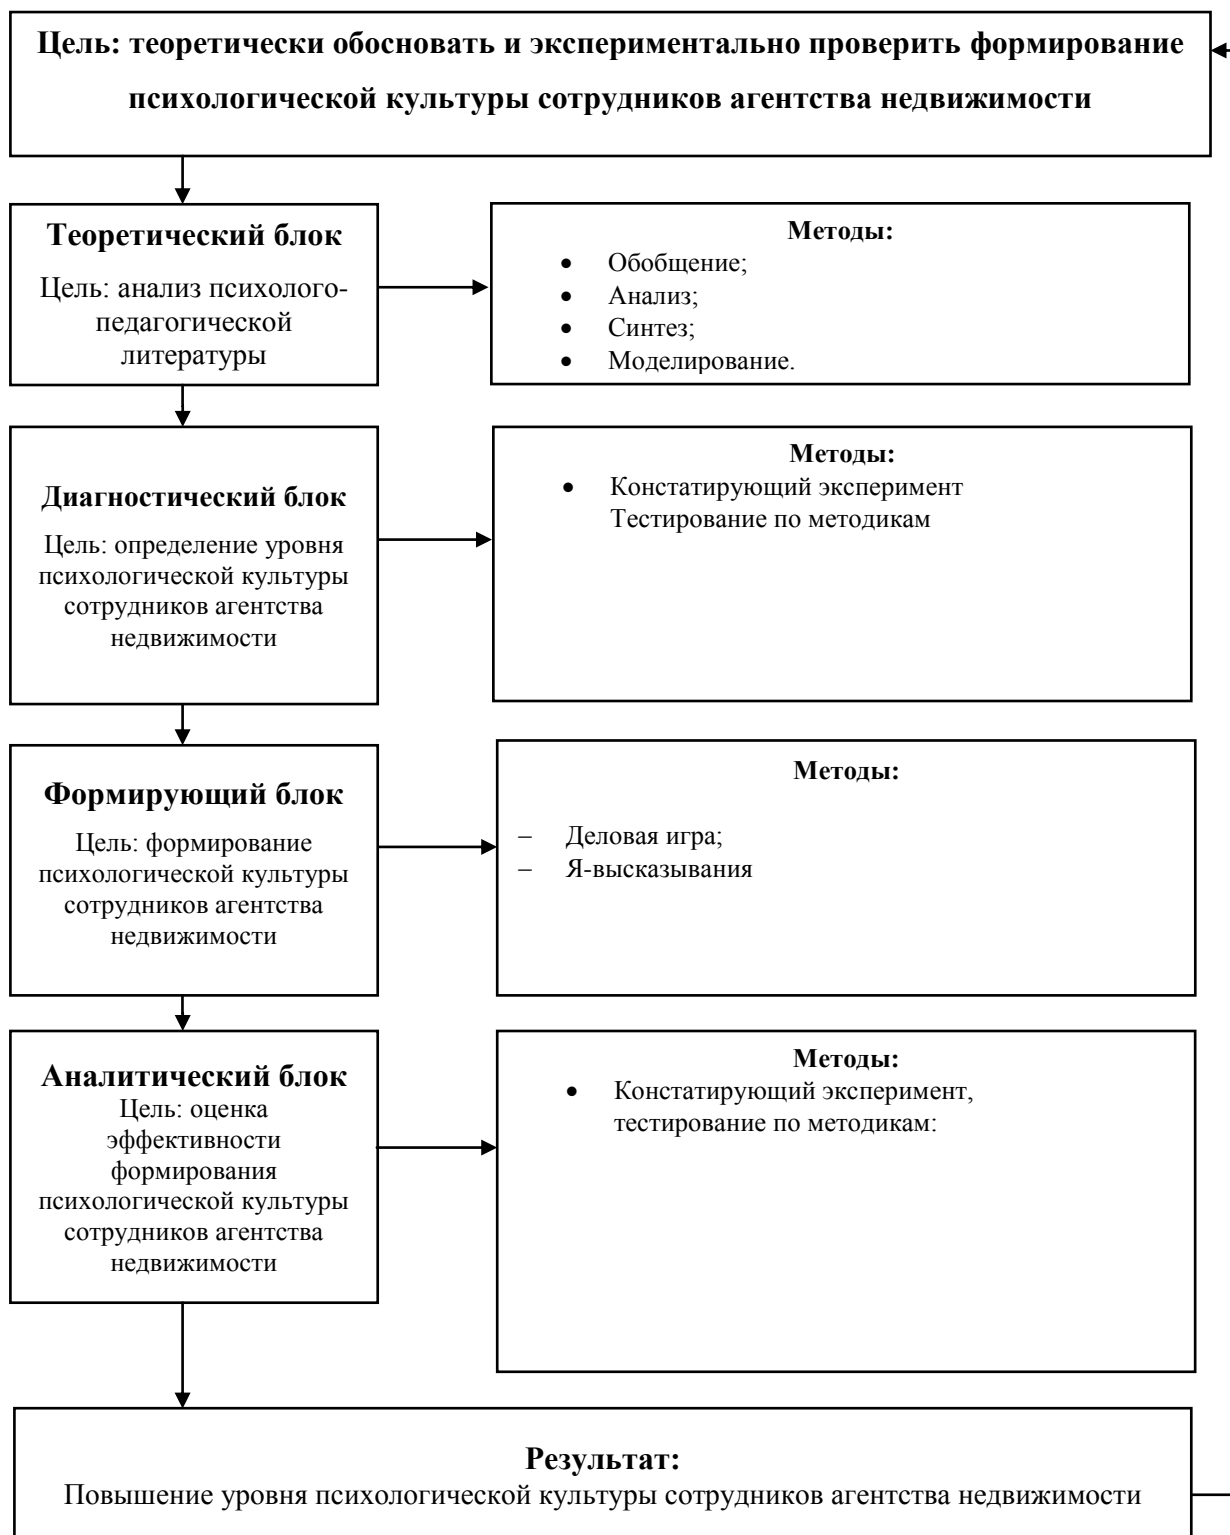 Цель: теоретически обосновать и экспериментально проверить формирование
психологической культуры сотрудников агентства недвижимости
Теоретический блок
Цель: анализ психолого-
педагогической
литературы
Методы:
• Обобщение;
• Анализ;
• Синтез;
• Моделирование.
Диагностический блок
Цель: определение уровня
психологической культуры
сотрудников агентства
недвижимости
Методы:
• Констатирующий эксперимент
Тестирование по методикам
Формирующий блок
Цель: формирование
психологической культуры
сотрудников агентства
недвижимости
Методы:
– Деловая игра;
– Я-высказывания
Аналитический блок
Цель: оценка
эффективности
формирования
психологической культуры
сотрудников агентства
недвижимости
Методы:
• Констатирующий эксперимент,
тестирование по методикам:
Результат:
Повышение уровня психологической культуры сотрудников агентства недвижимости